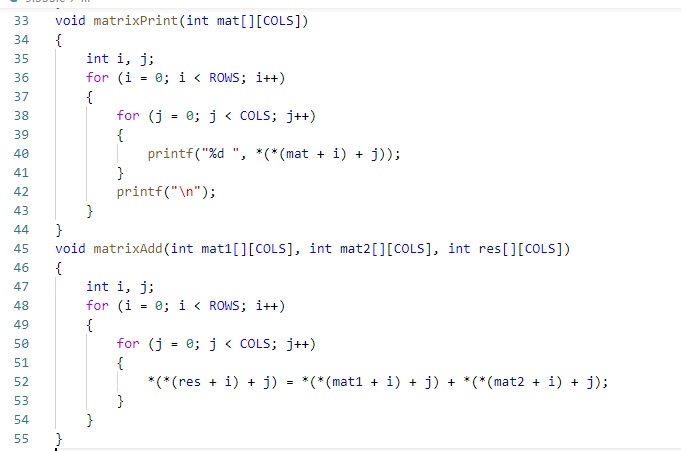 33 void matrixPrint(int mat[][COLS])
34 {
35     int i, j;
36     for (i = 0; i < ROWS; i++)
37     {
38         for (j = 0; j < COLS; j++)
39         {
40             printf("%d ", *(*(mat + i) + j));
41         }
42         printf("\n");
43     }
44 }
45 void matrixAdd(int mat1[][COLS], int mat2[][COLS], int res[][COLS])
46 {
47     int i, j;
48     for (i = 0; i < ROWS; i++)
49     {
50         for (j = 0; j < COLS; j++)
51         {
52             *(*(res + i) + j) = *(*(mat1 + i) + j) + *(*(mat2 + i) + j);
53         }
54     }
55 }